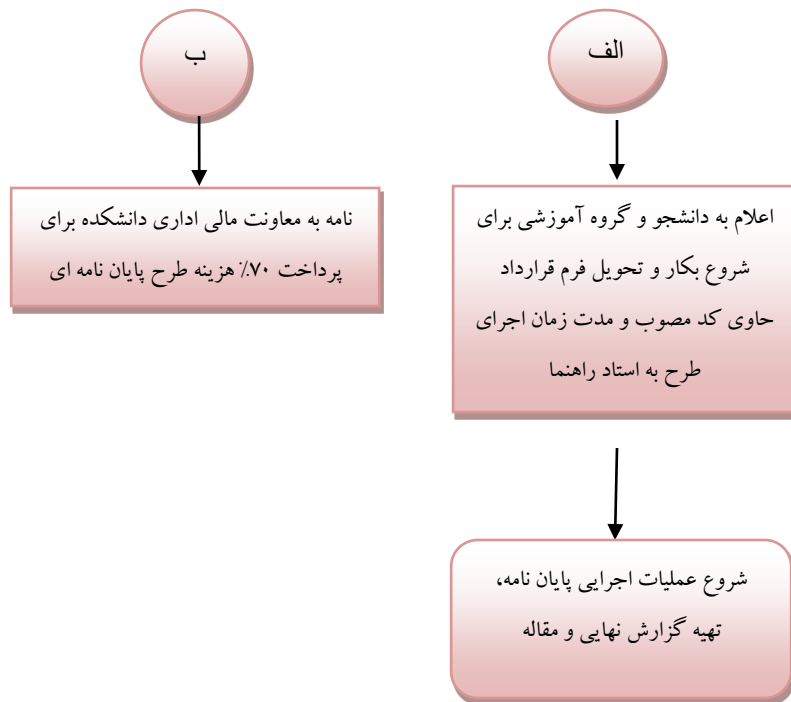 الف
اعلام به دانشجو و گروه آموزشی برای
شروع بکار و تحویل فرم قرارداد
حاوی کد مصوب و مدت زمان اجرای
طرح به استاد راهنما
شروع عملیات اجرایی پایان نامه،
تهیه گزارش نهایی و مقاله
ب
نامه به معاونت مالی اداری دانشکده برای
پرداخت ۷۰٪ هزینه طرح پایان نامه ای